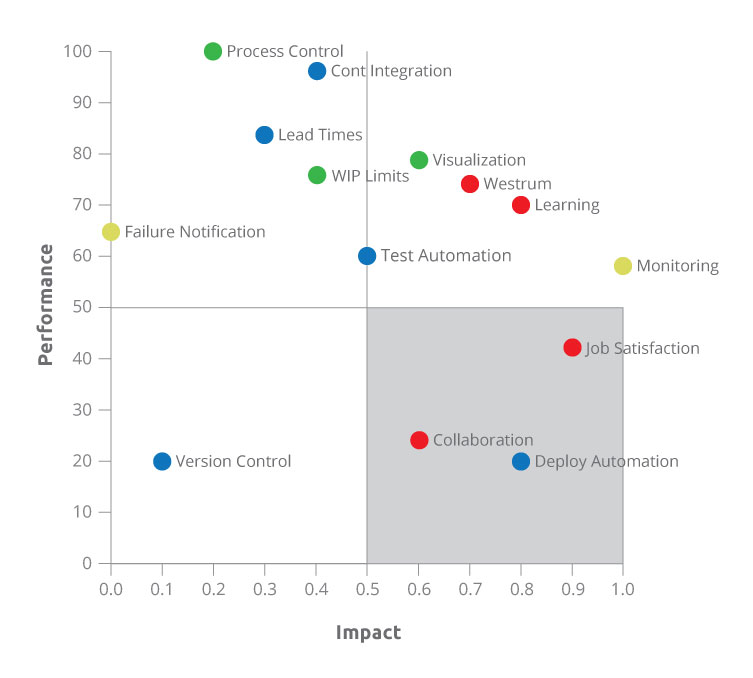 100
Process Control
Cont Integration
90
Lead Times
80
Visualization
WIP Limits
Westrum
70
Learning
Failure Notification
60
Test Automation
Monitoring
Performance
50
Job Satisfaction
40
30
Collaboration
20
Version Control
Deploy Automation
10
0
0.0 0.1 0.2 0.3 0.4 0.5 0.6 0.7 0.8 0.9 1.0
Impact